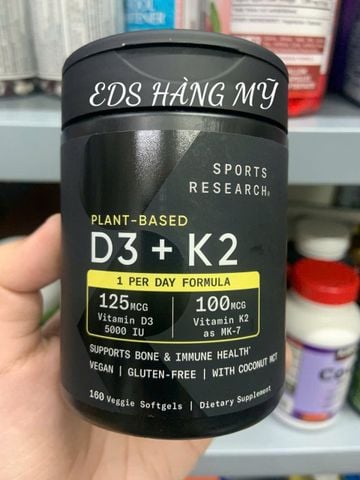 EDS HÀNG MỸ
SPORTS
RESEARCH®
PLANT-BASED
D3 + K2
1 PER DAY FORMULA
125MCG
Vitamin D3
5000 IU
100MCG
Vitamin K2
as MK-7
SUPPORTS BONE & IMMUNE HEALTH*
VEGAN | GLUTEN-FREE | WITH COCONUT MCT
160 Veggie Softgels | Dietary Supplement